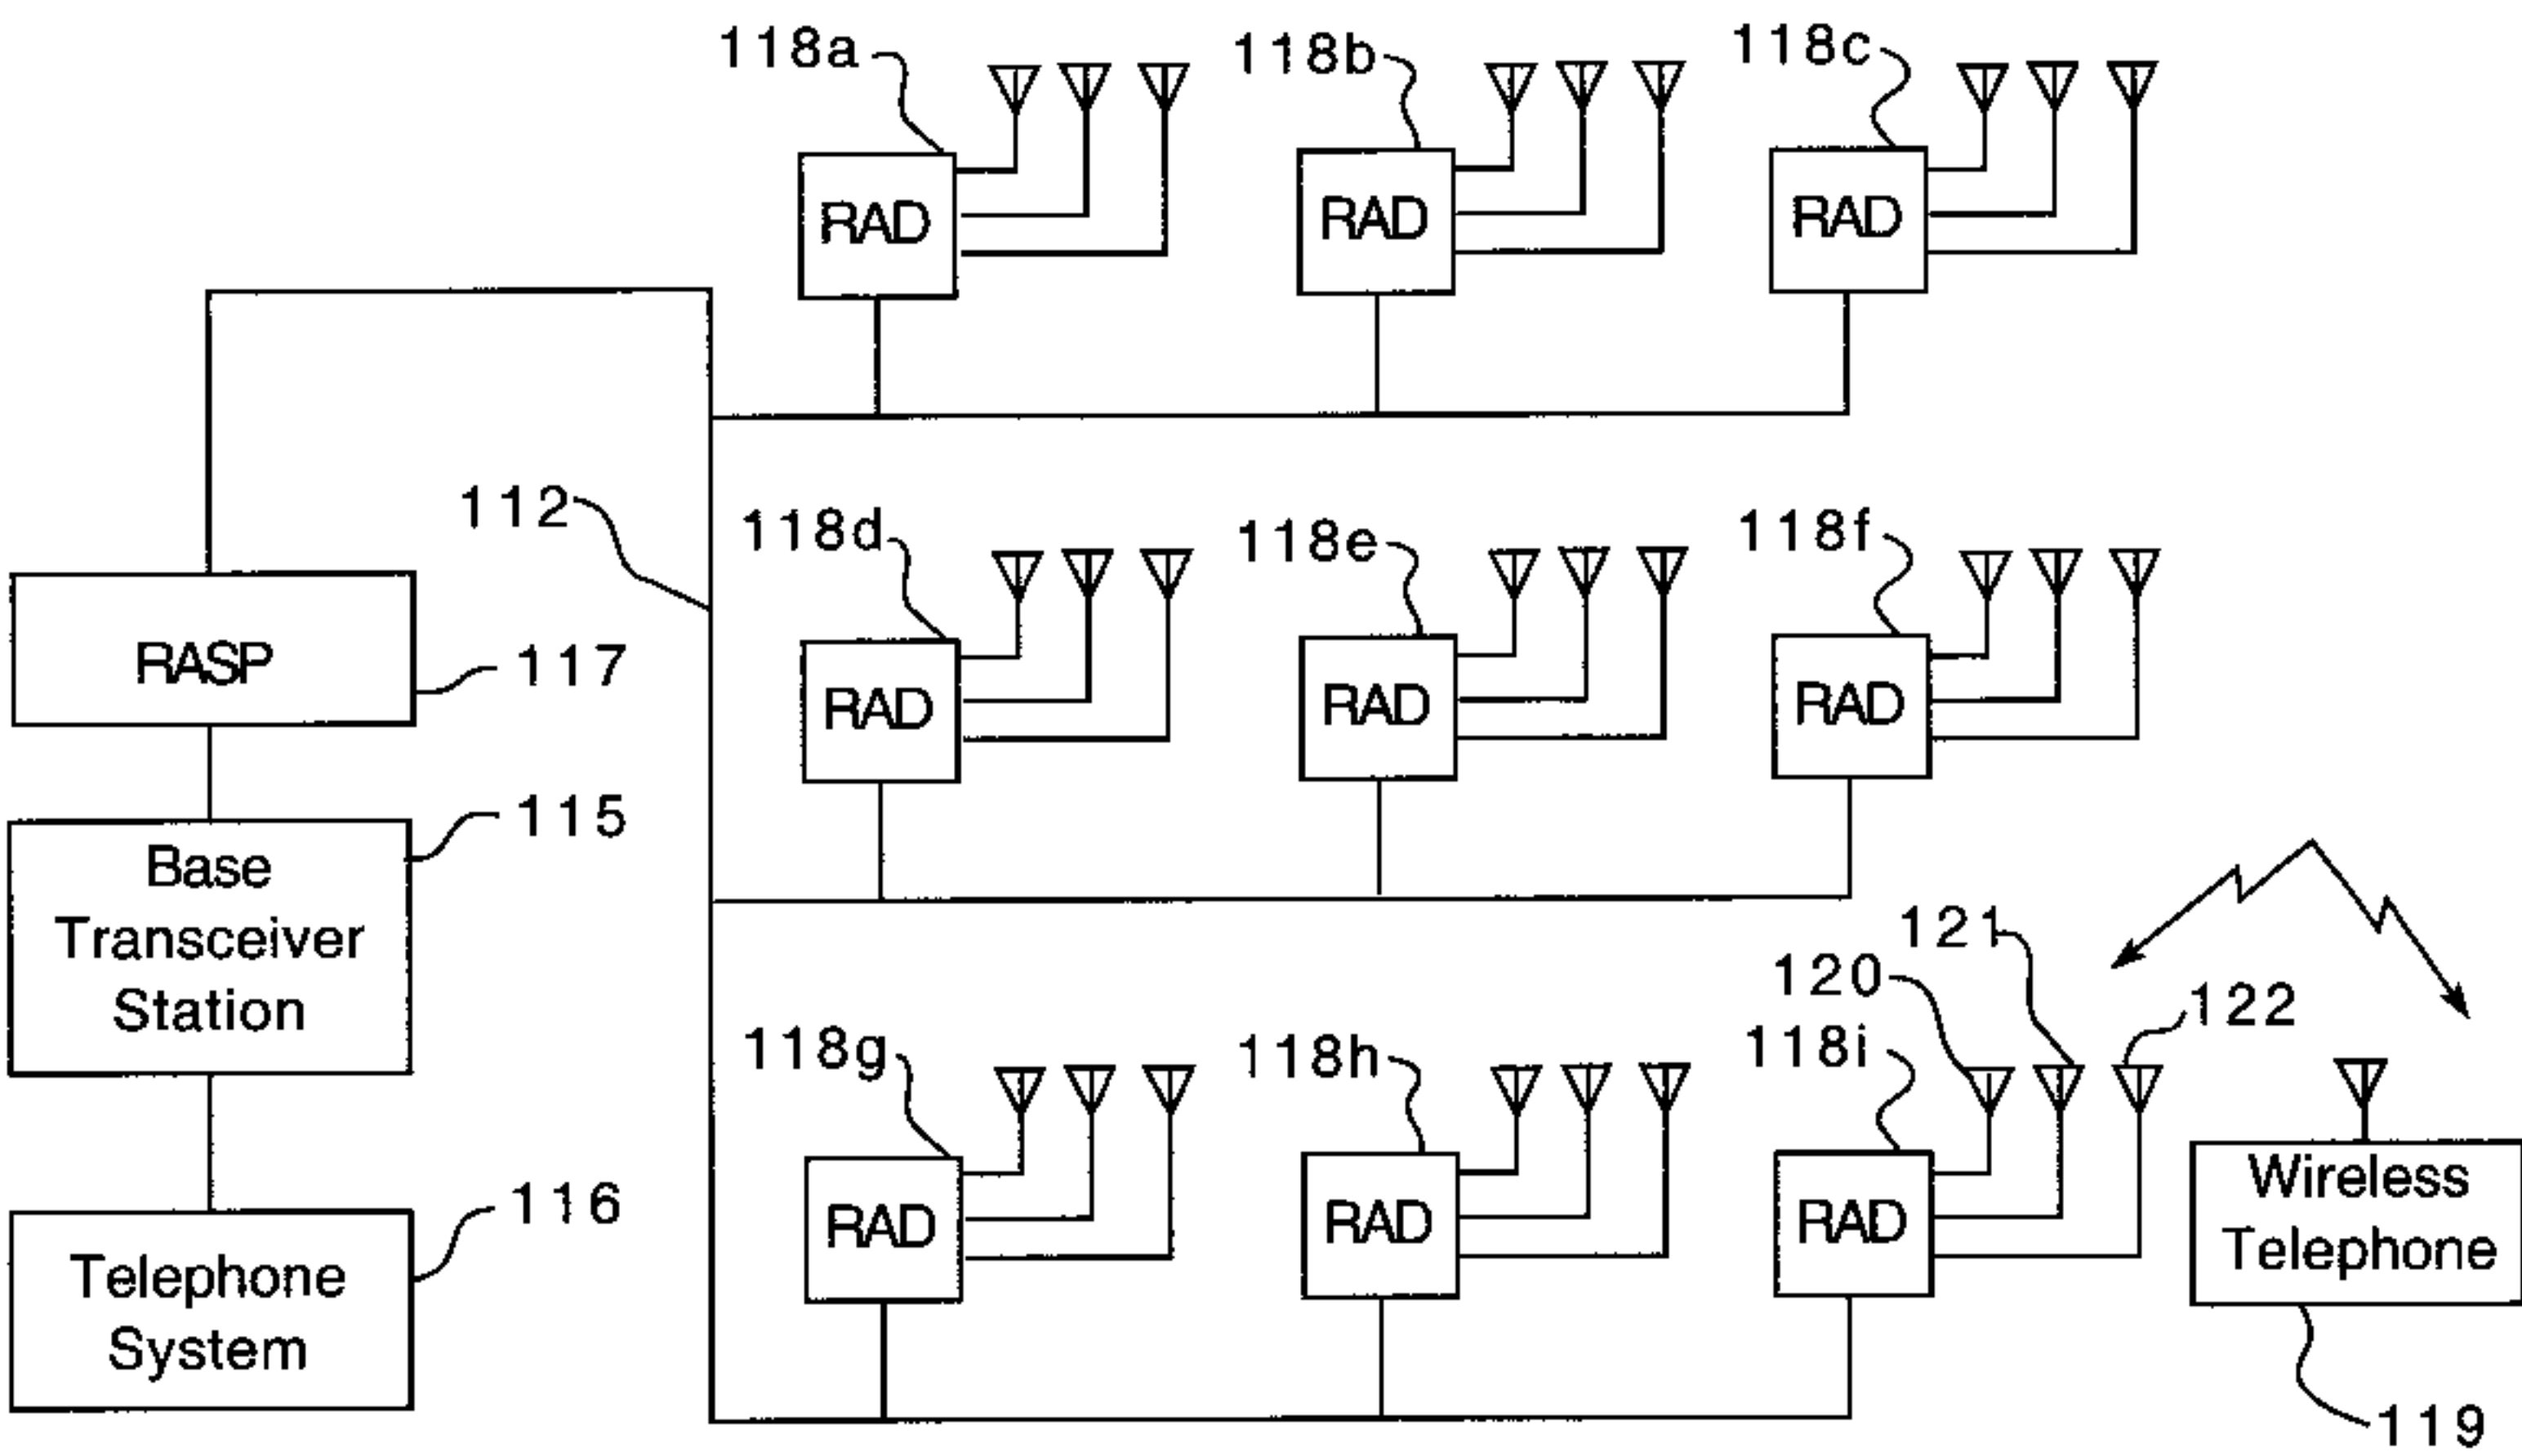 118a
118b
118c
RAD
RAD
RAD
112
118d
118e
118f
RASP
117
RAD
RAD
RAD
115
Base
Transceiver
Station
121
120
122
118g
118h
118i
116
RAD
RAD
RAD
Wireless
Telephone
Telephone
System
119